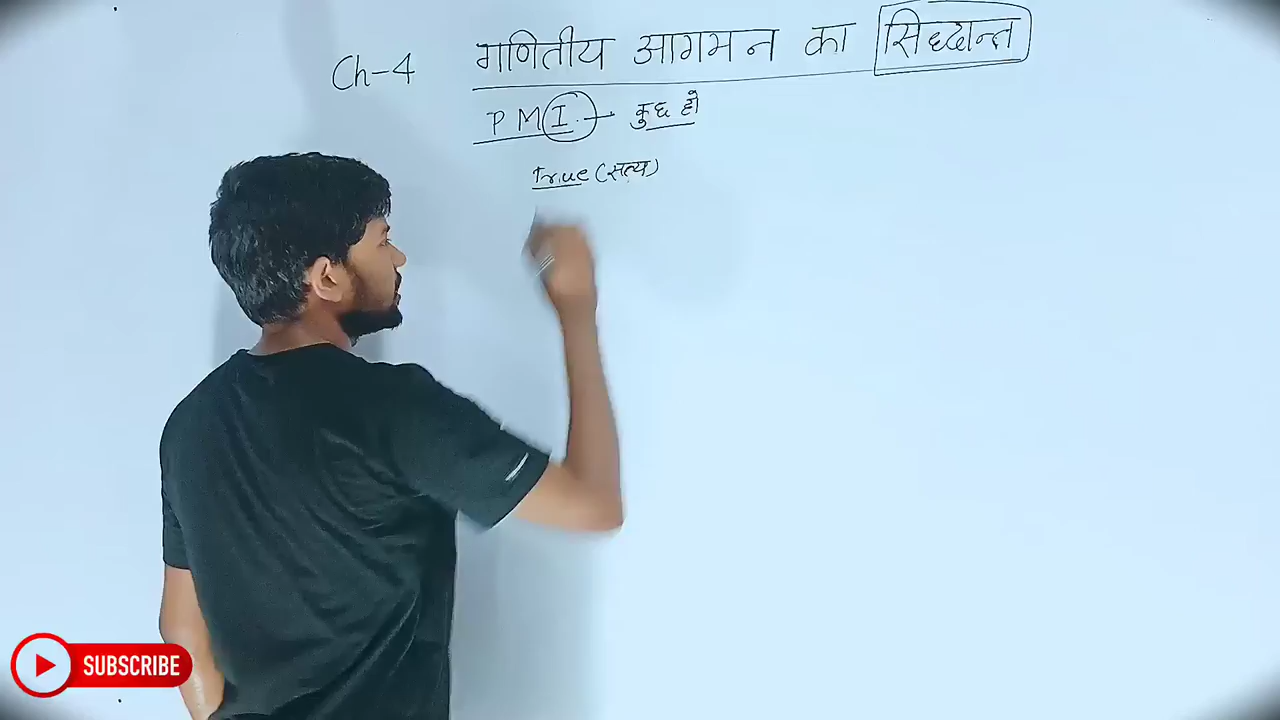 Ch-4 गणितीय आगमन का सिद्धान्त
PMI. - कुछ हो
True (सत्य)
SUBSCRIBE